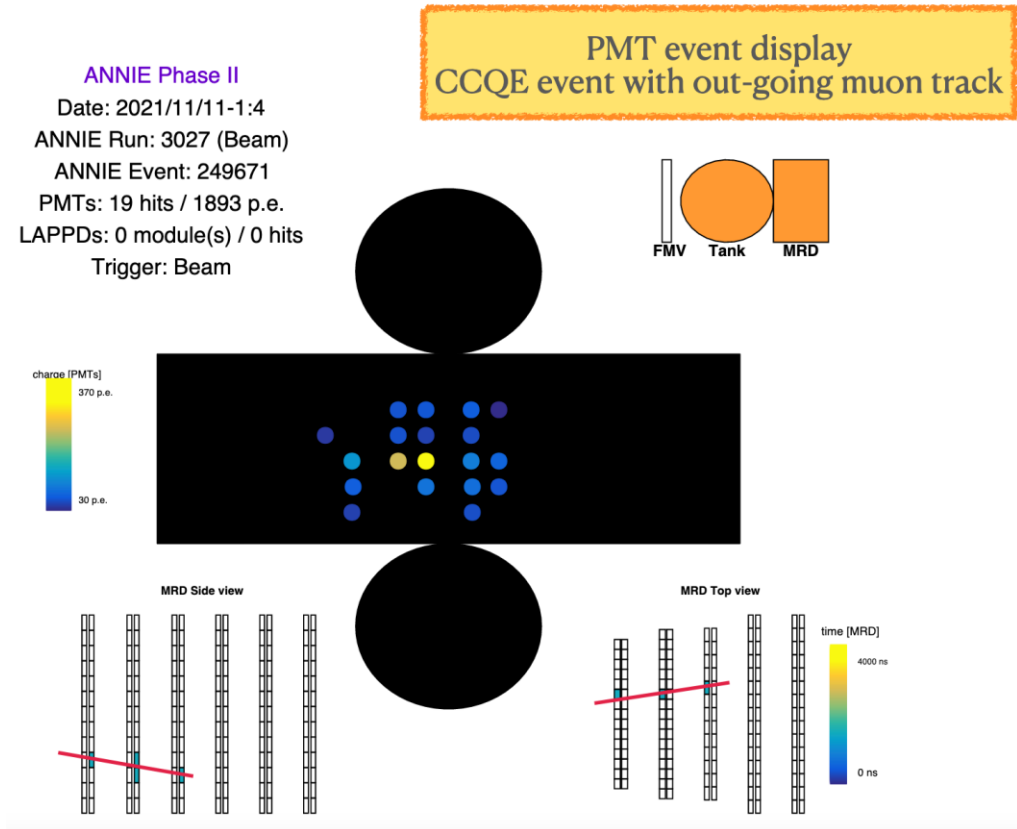 PMT event display
CCQE event with out-going muon track
ANNIE Phase II
Date: 2021/11/11-1:4
ANNIE Run: 3027 (Beam)
ANNIE Event: 249671
PMTs: 19 hits / 1893 p.e.
LAPPDs: 0 module(s) / 0 hits
Trigger: Beam
FMV Tank MRD
charge [PMTs]
370 p.e.
30 p.e.
MRD Side view
MRD Top view
time [MRD]
4000 ns
0 ns